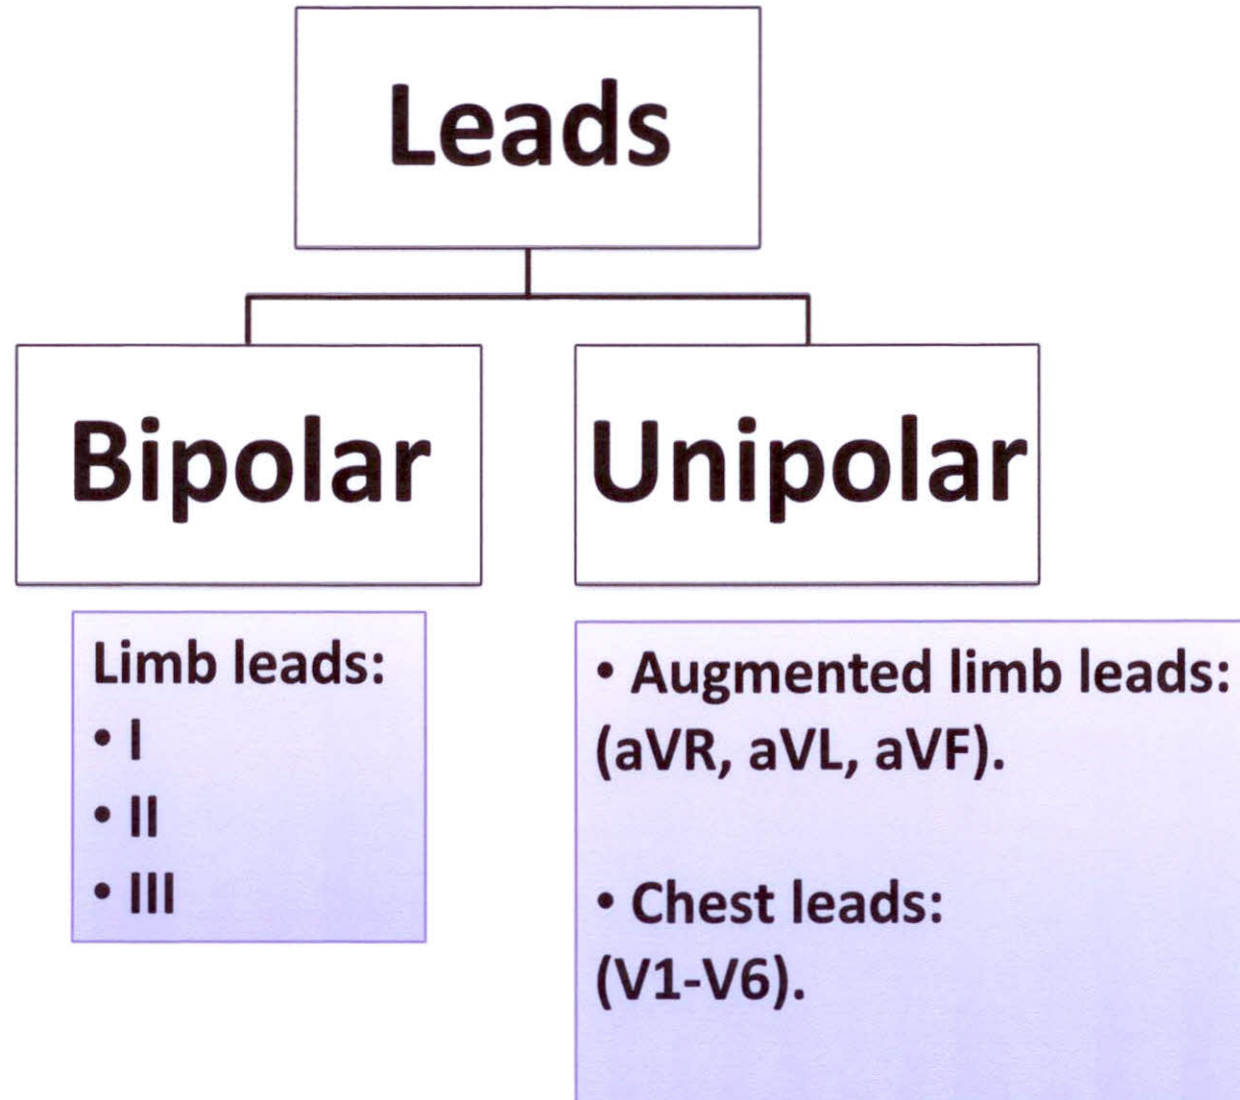 Leads
Bipolar
Unipolar
Limb leads:
• I
• II
• III
• Augmented limb leads:
(aVR, aVL, aVF).
• Chest leads:
(V1-V6).